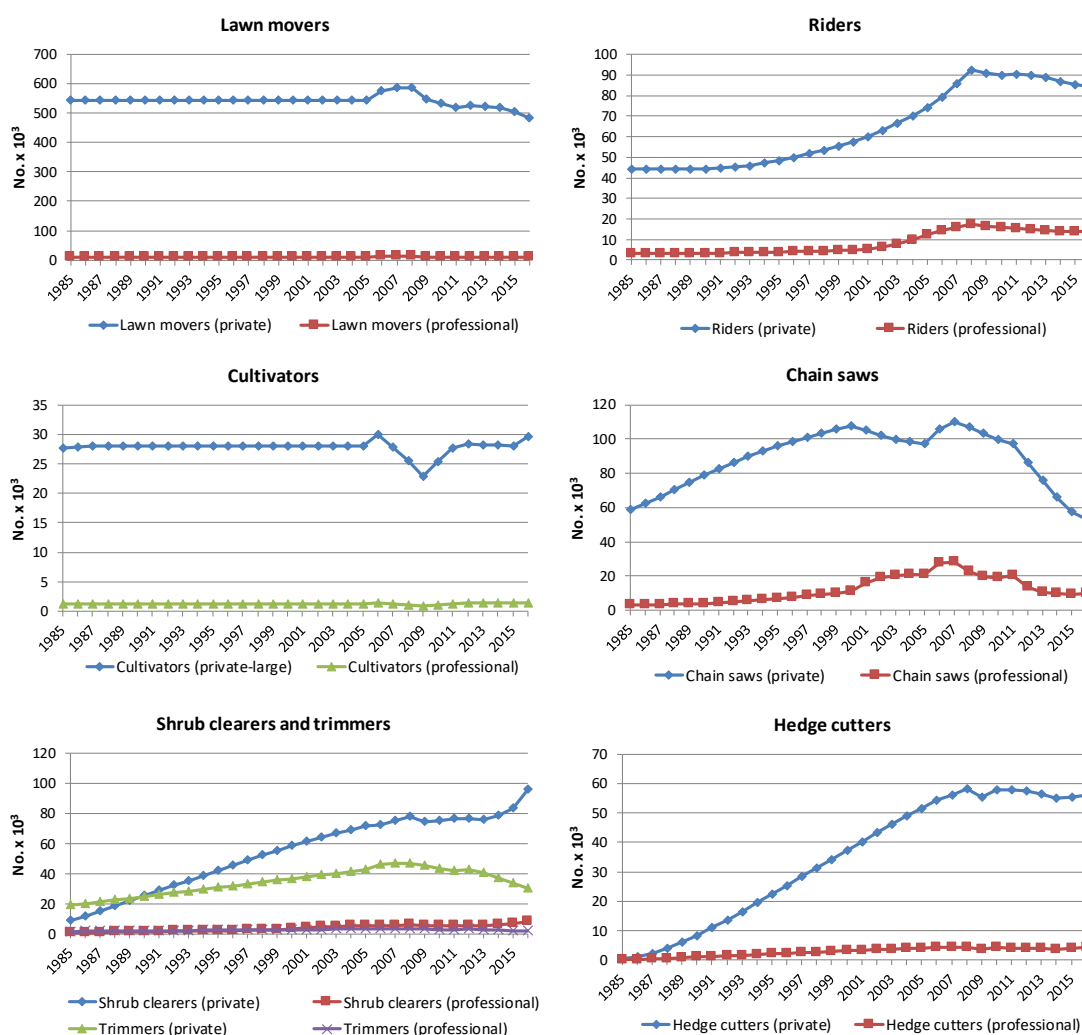 Lawn movers
700
600
500
400
300
200
100
0
No. x 10³
1985 1987 1989 1991 1993 1995 1997 1999 2001 2003 2005 2007 2009 2011 2013 2015
Lawn movers (private) Lawn movers (professional)
Riders
100
90
80
70
60
50
40
30
20
10
0
No. x 10³
1985 1987 1989 1991 1993 1995 1997 1999 2001 2003 2005 2007 2009 2011 2013 2015
Riders (private) Riders (professional)
Cultivators
35
30
25
20
15
10
5
0
No. x 10³
1985 1987 1989 1991 1993 1995 1997 1999 2001 2003 2005 2007 2009 2011 2013 2015
Cultivators (private-large) Cultivators (professional)
Chain saws
120
100
80
60
40
20
0
No. x 10³
1985 1987 1989 1991 1993 1995 1997 1999 2001 2003 2005 2007 2009 2011 2013 2015
Chain saws (private) Chain saws (professional)
Shrub clearers and trimmers
120
100
80
60
40
20
0
No. x 10³
1985 1987 1989 1991 1993 1995 1997 1999 2001 2003 2005 2007 2009 2011 2013 2015
Shrub clearers (private) Shrub clearers (professional)
Trimmers (private) Trimmers (professional)
Hedge cutters
70
60
50
40
30
20
10
0
No. x 10³
1985 1987 1989 1991 1993 1995 1997 1999 2001 2003 2005 2007 2009 2011 2013 2015
Hedge cutters (private) Hedge cutters (professional)